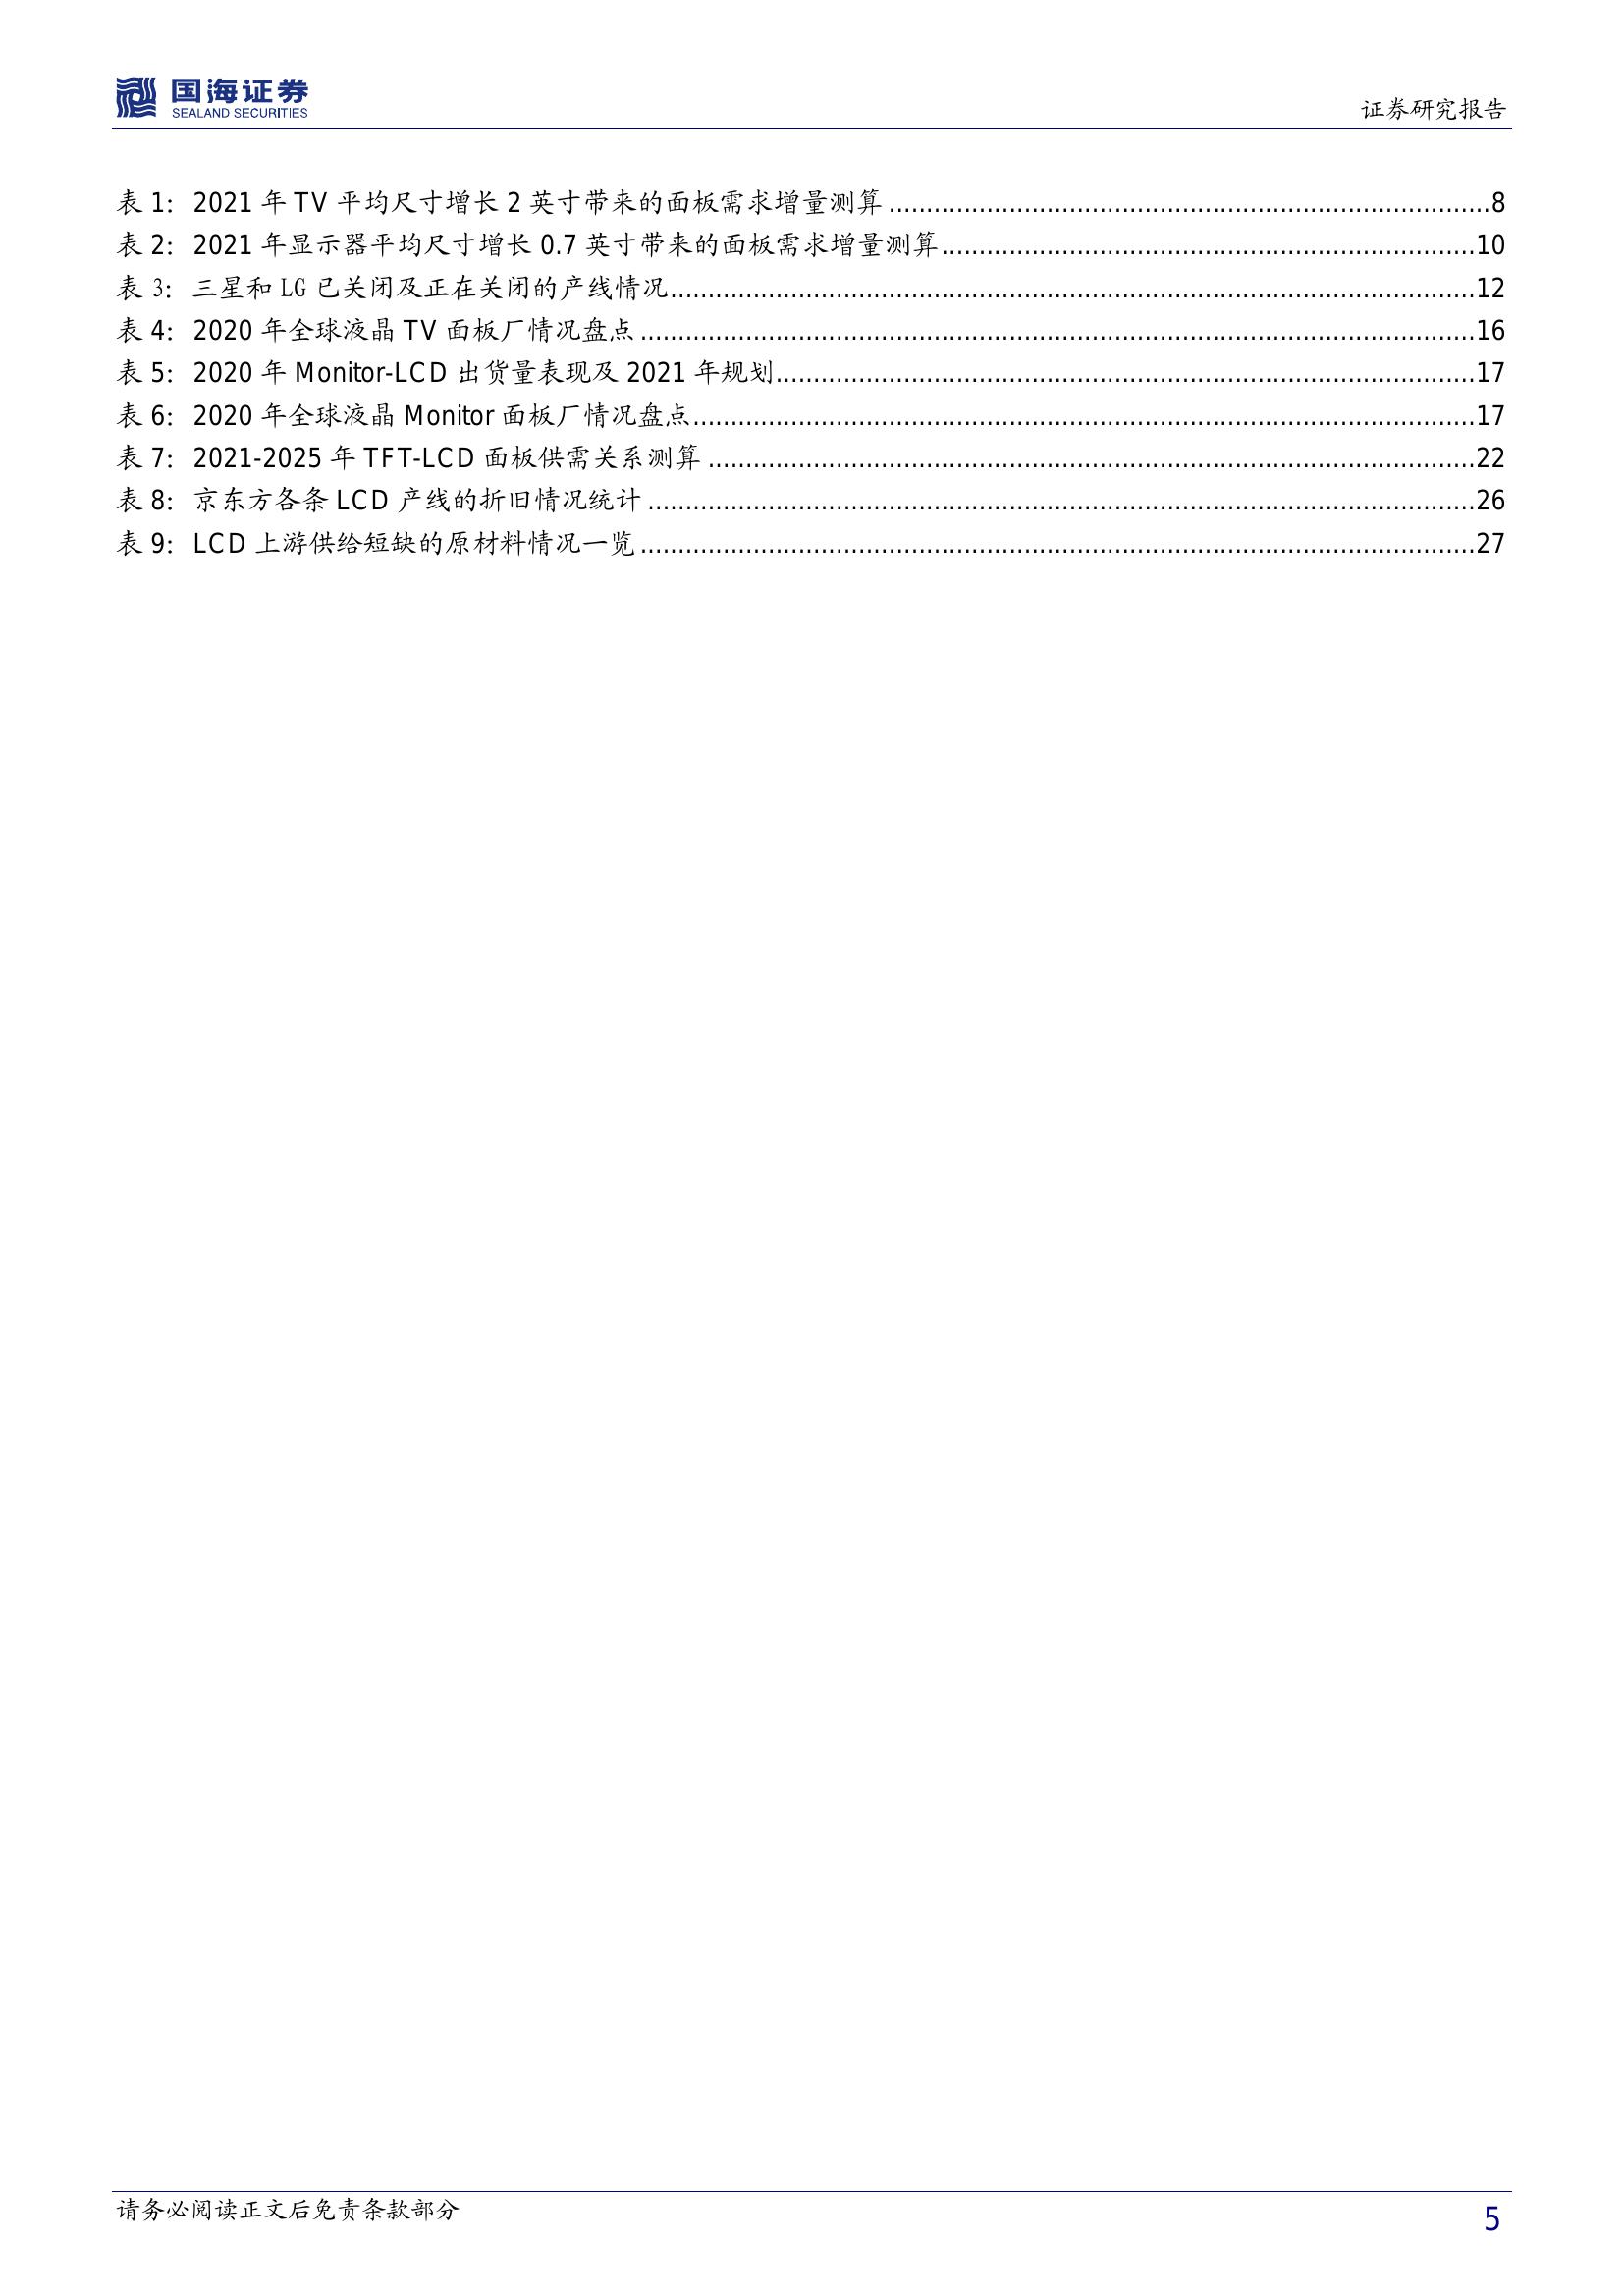 国海证券
SEALAND SECURITIES
证券研究报告
表 1: 2021 年 TV 平均尺寸增长 2 英寸带来的面板需求增量测算................................................................................8
表 2: 2021 年显示器平均尺寸增长 0.7 英寸带来的面板需求增量测算.......................................................................10
表 3: 三星和 LG 已关闭及正在关闭的产线情况...........................................................................................................12
表 4: 2020 年全球液晶 TV 面板厂情况盘点...............................................................................................................16
表 5: 2020 年 Monitor-LCD 出货量表现及 2021 年规划.............................................................................................17
表 6: 2020 年全球液晶 Monitor 面板厂情况盘点........................................................................................................17
表 7: 2021-2025 年 TFT-LCD 面板供需关系测算......................................................................................................22
表 8: 京东方各条 LCD 产线的折旧情况统计..............................................................................................................26
表 9: LCD 上游供给短缺的原材料情况一览...............................................................................................................27
请务必阅读正文后免责条款部分
5